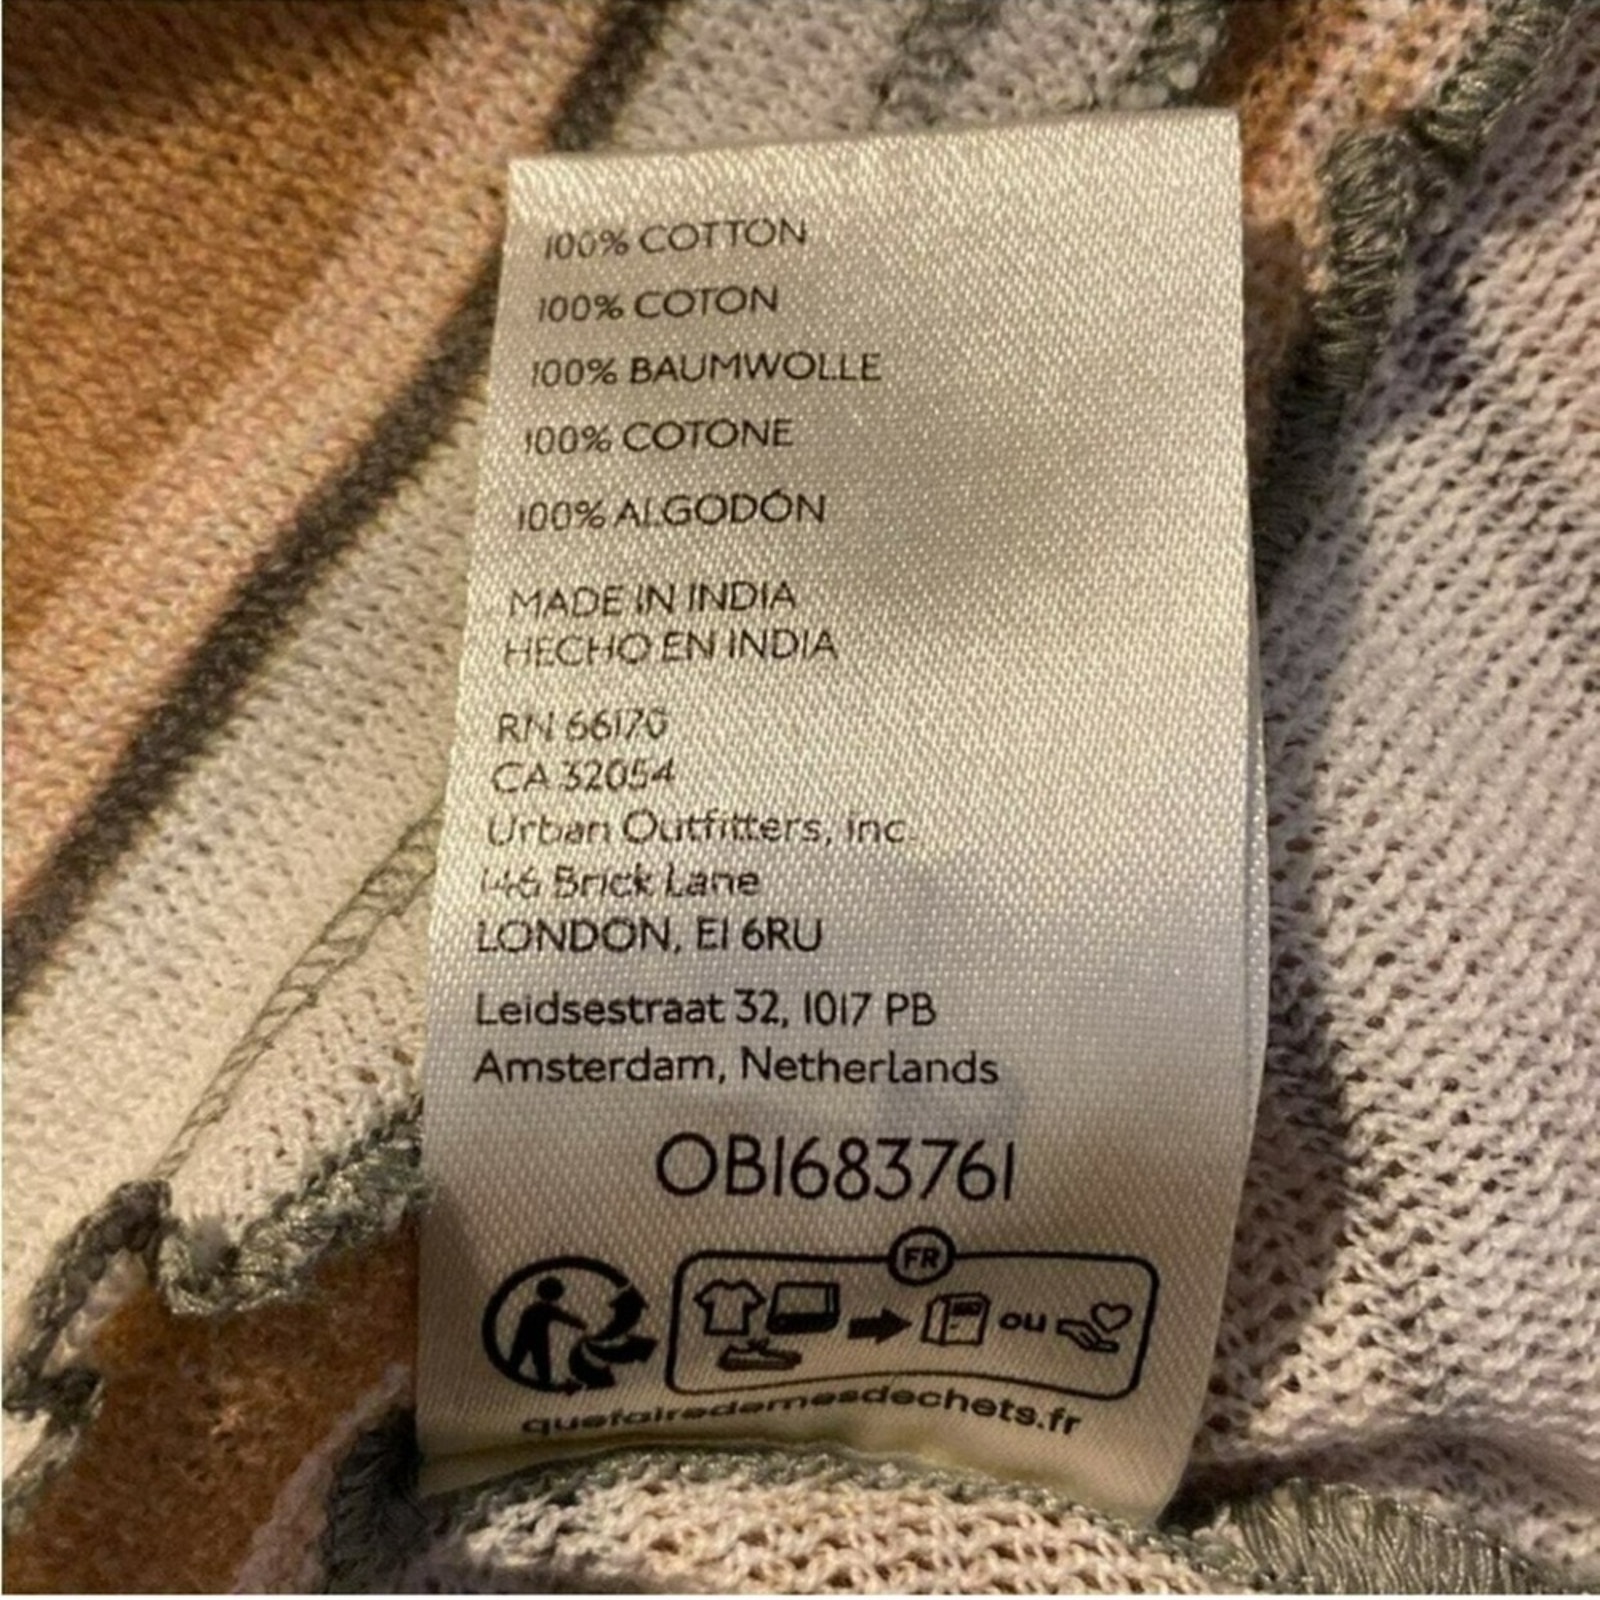 100% COTTON
100% COTON
100% BAUMWOLLE
100% COTONE
100% ALGODÓN
MADE IN INDIA
HECHO EN INDIA
RN 66170
CA 32054
Urban Outfitters, Inc.
146 Brick Lane
LONDON, E1 6RU
Leidsestraat 32, 1017 PB
Amsterdam, Netherlands
OB1683761
FR
ou
quefairedemesdechets.fr